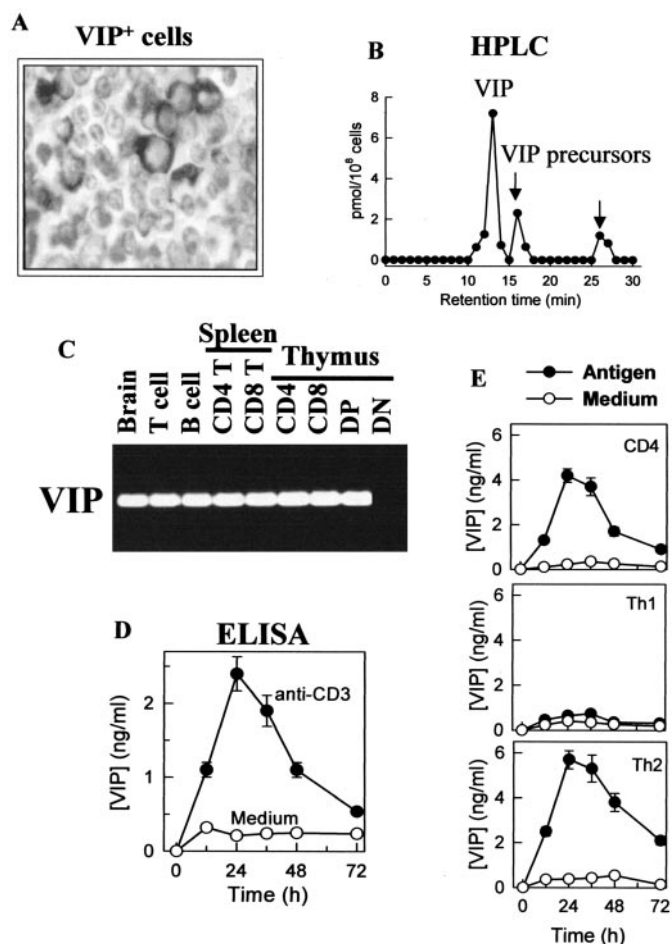 A
VIP⁺ cells
B
HPLC
VIP
VIP precursors
pmol/10⁸ cells
8
6
4
2
0
0 5 10 15 20 25 30
Retention time (min)
C
Spleen
Thymus
Brain
T cell
B cell
CD4 T
CD8 T
CD4
CD8
DP
DN
VIP
D
ELISA
anti-CD3
Medium
[VIP] (ng/ml)
2
1
0
0 24 48 72
Time (h)
E
Antigen
Medium
CD4
[VIP] (ng/ml)
6
4
2
0
Th1
[VIP] (ng/ml)
6
4
2
0
Th2
[VIP] (ng/ml)
6
4
2
0
0 24 48 72
Time (h)